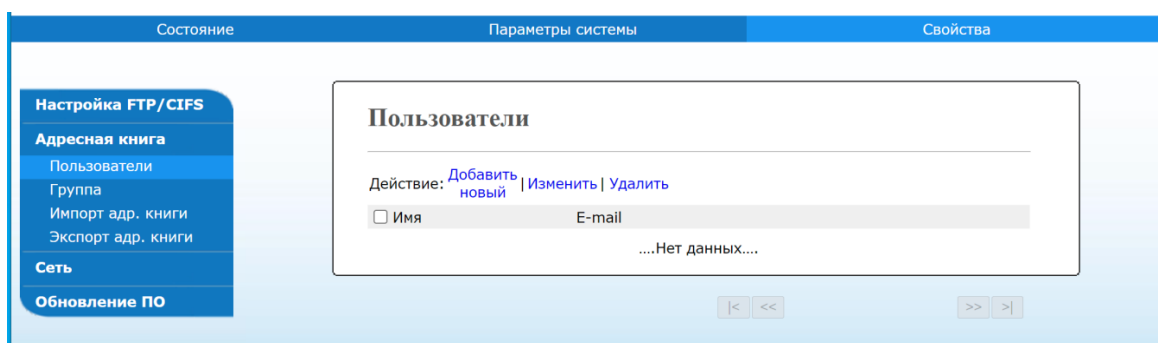 Состояние Параметры системы Свойства
Настройка FTP/CIFS
Адресная книга
Пользователи
Группа
Импорт адр. книги
Экспорт адр. книги
Сеть
Обновление ПО
Пользователи
Действие: Добавить новый | Изменить | Удалить
Имя E-mail
....Нет данных....
|< << >> >|